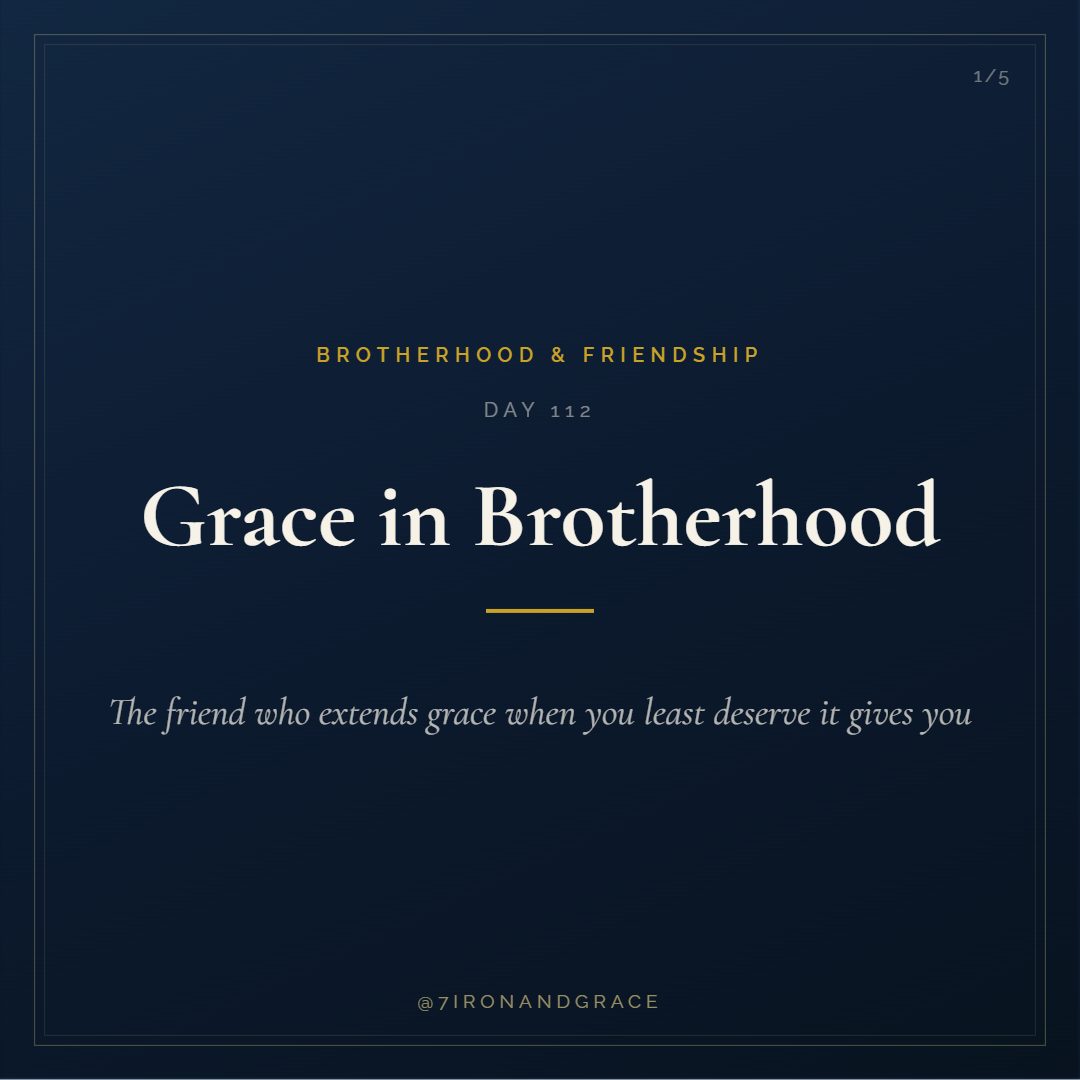 1/5
BROTHERHOOD & FRIENDSHIP
DAY 112
Grace in Brotherhood
The friend who extends grace when you least deserve it gives you
@7IRONANDGRACE